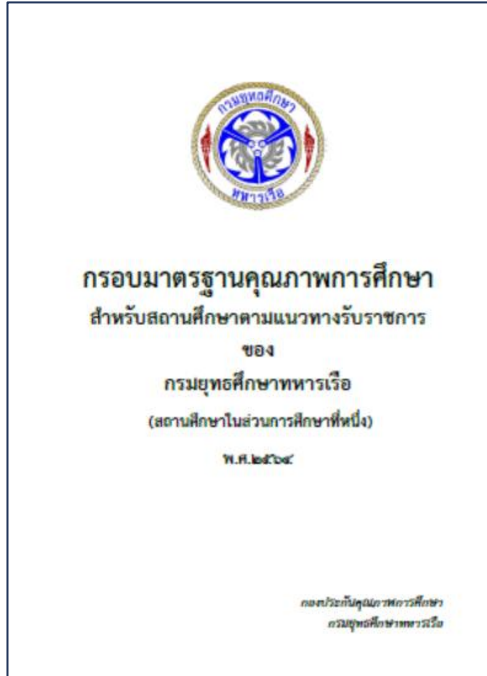 กรมยุทธศึกษา
ทหารเรือ
กรอบมาตรฐานคุณภาพการศึกษา
สำหรับสถานศึกษาตามแนวทางรับราชการ
ของ
กรมยุทธศึกษาทหารเรือ
(สถานศึกษาในส่วนการศึกษาที่หนึ่ง)
พ.ศ.๒๕๖๔
กองประกันคุณภาพการศึกษา
กรมยุทธศึกษาทหารเรือ